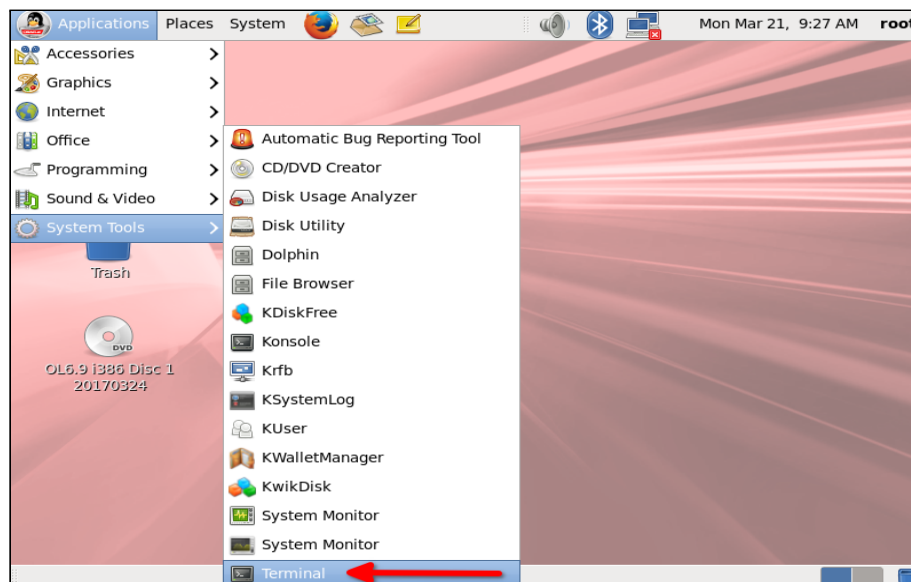 Applications Places System Mon Mar 21, 9:27 AM root
Accessories
Graphics
Internet
Office
Programming
Sound & Video
System Tools
Automatic Bug Reporting Tool
CD/DVD Creator
Disk Usage Analyzer
Disk Utility
Dolphin
File Browser
KDiskFree
Konsole
Krfb
KSystemLog
KUser
KWalletManager
KwikDisk
System Monitor
System Monitor
Terminal
Trash
DVD
OL6.9 i386 Disc 1
20170324